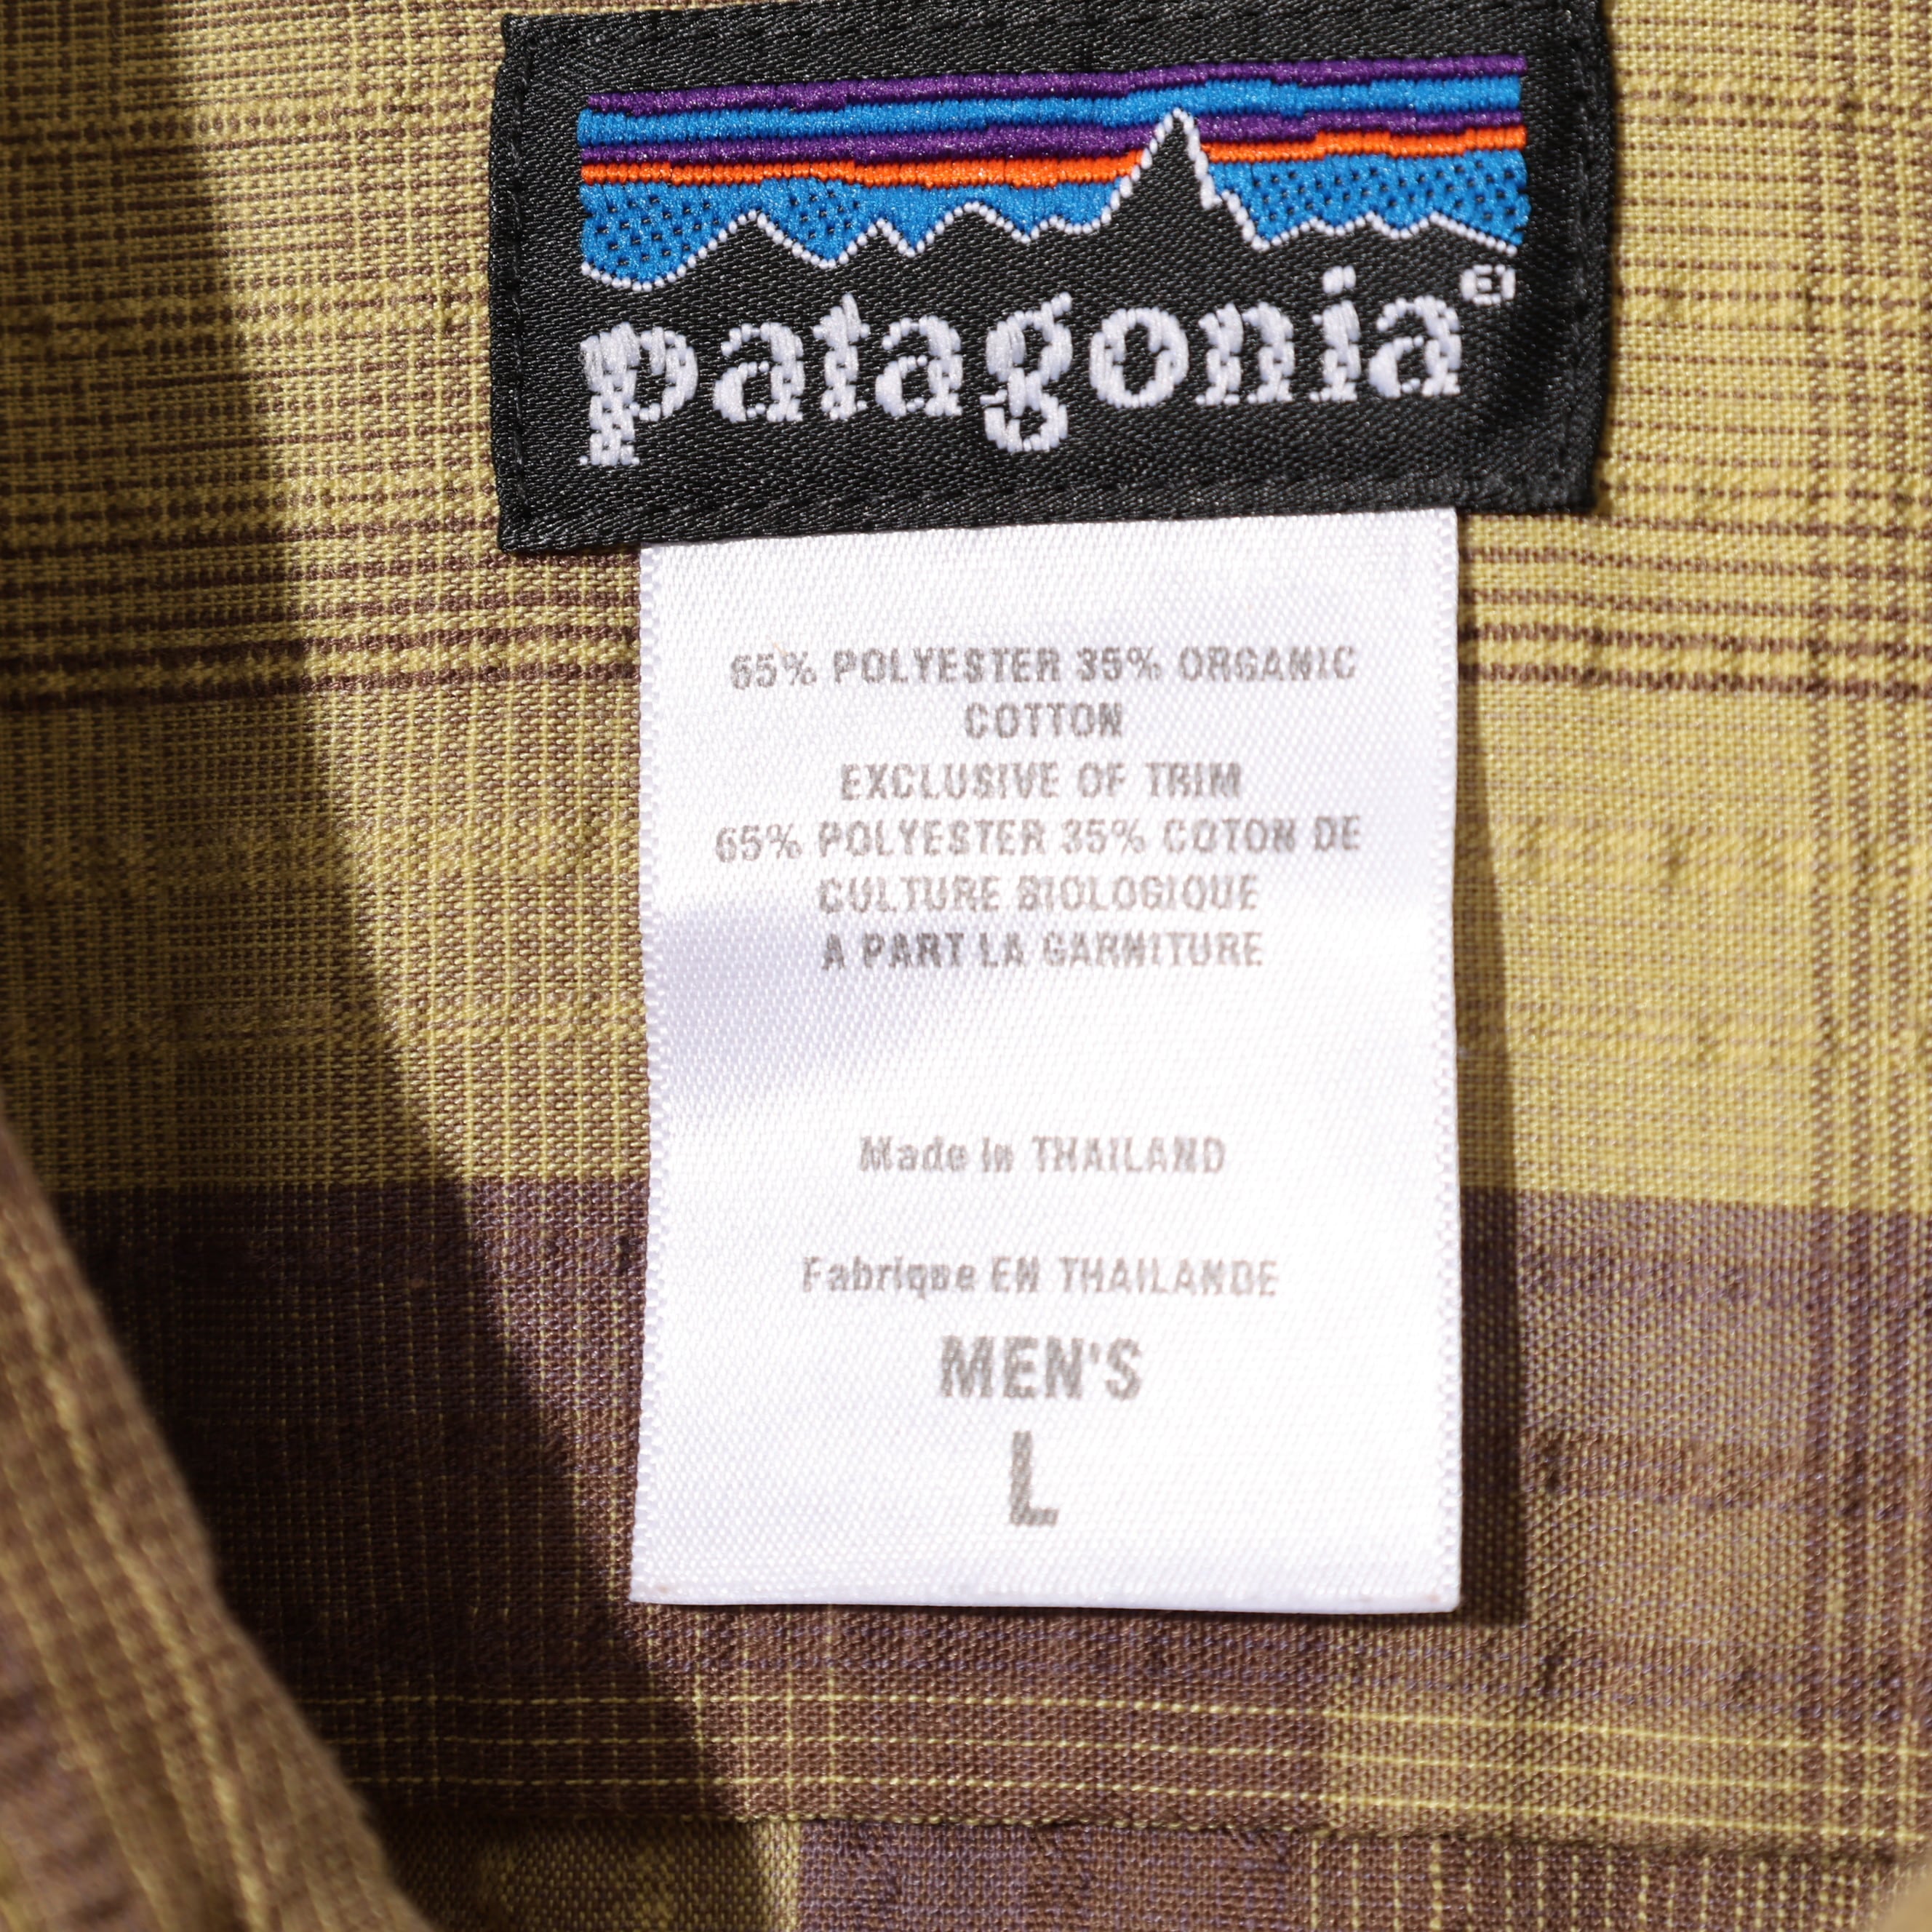 patagonia®
65% POLYESTER 35% ORGANIC
COTTON
EXCLUSIVE OF TRIM
65% POLYESTER 35% COTON DE
CULTURE BIOLOGIQUE
A PART LA GARNITURE
Made in THAILAND
Fabrique EN THAILANDE
MEN'S
L